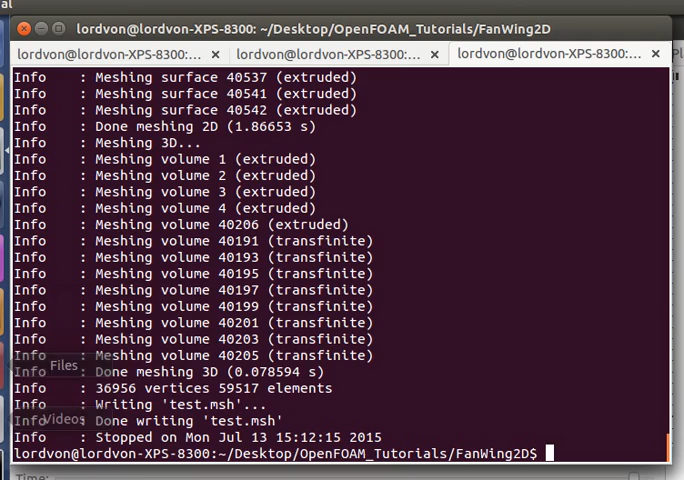 al
lordvon@lordvon-XPS-8300: ~/Desktop/OpenFOAM_Tutorials/FanWing2D
lordvon@lordvon-XPS-8300:... × lordvon@lordvon-XPS-8300:... × lordvon@lordvon-XPS-8300:... ×
Info : Meshing surface 40537 (extruded)
Info : Meshing surface 40541 (extruded)
Info : Meshing surface 40542 (extruded)
Info : Done meshing 2D (1.86653 s)
Info : Meshing 3D...
Info : Meshing volume 1 (extruded)
Info : Meshing volume 2 (extruded)
Info : Meshing volume 3 (extruded)
Info : Meshing volume 4 (extruded)
Info : Meshing volume 40206 (extruded)
Info : Meshing volume 40191 (transfinite)
Info : Meshing volume 40193 (transfinite)
Info : Meshing volume 40195 (transfinite)
Info : Meshing volume 40197 (transfinite)
Info : Meshing volume 40199 (transfinite)
Info : Meshing volume 40201 (transfinite)
Info : Meshing volume 40203 (transfinite)
Info : Meshing volume 40205 (transfinite)
Files
Info : Done meshing 3D (0.078594 s)
Info : 36956 vertices 59517 elements
Info : Writing 'test.msh'...
Videos
Info : Done writing 'test.msh'
Info : Stopped on Mon Jul 13 15:12:15 2015
lordvon@lordvon-XPS-8300:~/Desktop/OpenFOAM_Tutorials/FanWing2D$
Time: